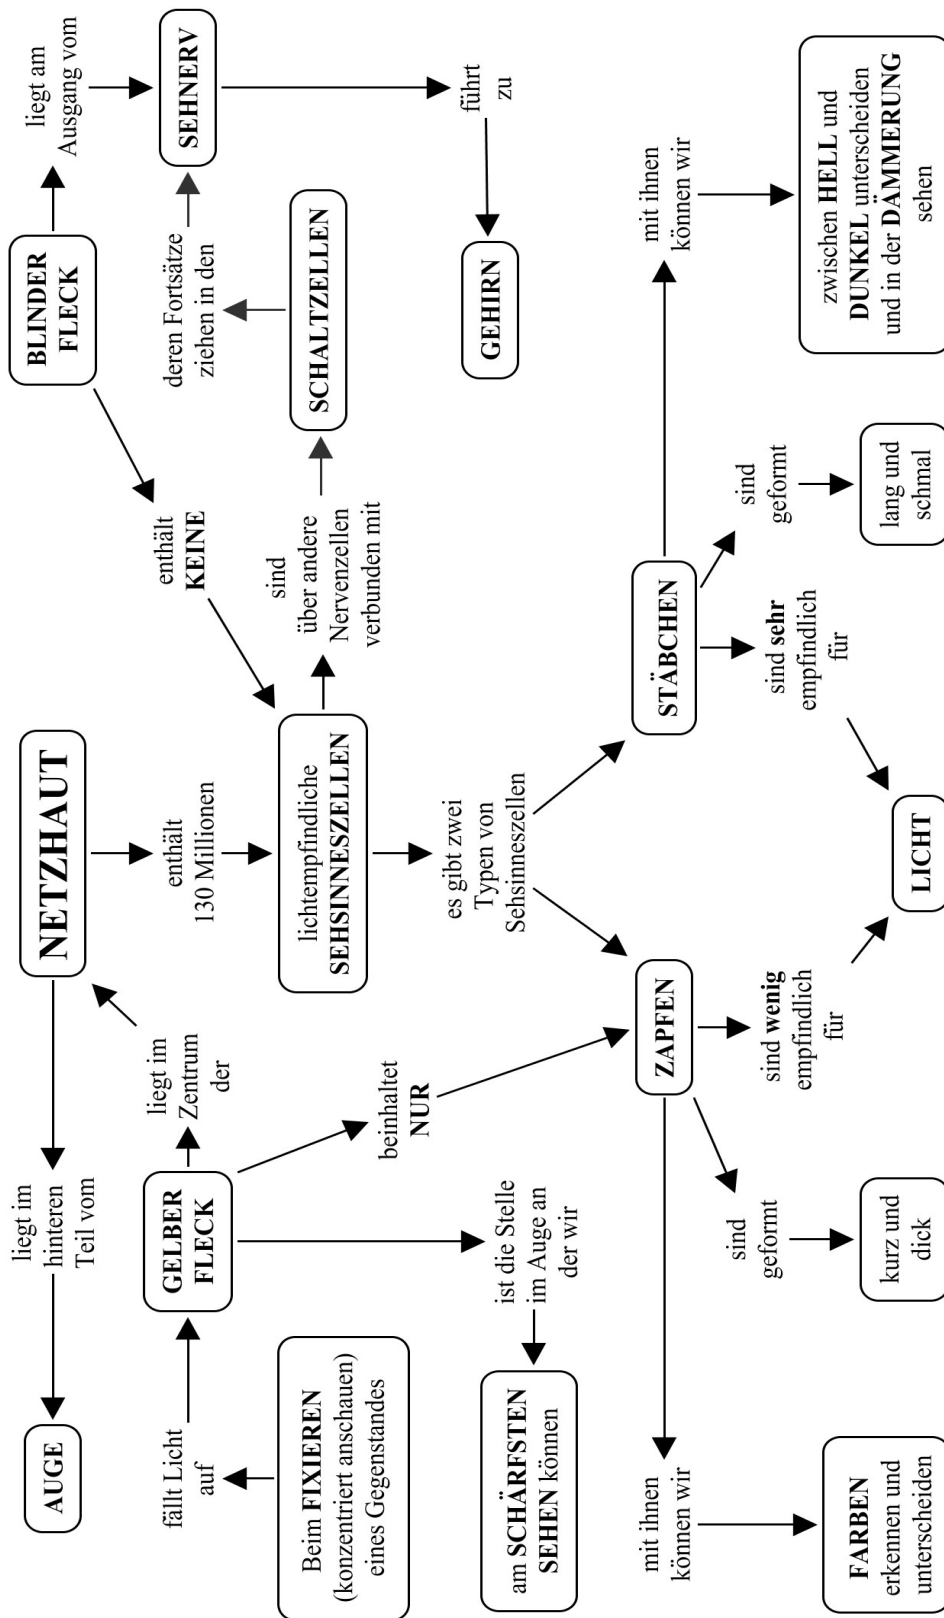 NETZHAUT
liegt im
hinteren
Teil vom
AUGE
enthält
130 Millionen
lichtempfindliche
SEHSINNESZELLEN
BLINDER
FLECK
liegt am
Ausgang vom
SEHNERV
führt
zu
GEHIRN
enthält
KEINE
sind
über andere
Nervenzellen
verbunden mit
SCHALTZELLEN
deren Fortsätze
ziehen in den
GELBER
FLECK
liegt im
Zentrum
der
fällt Licht
auf
Beim FIXIEREN
(konzentriert anschauen)
eines Gegenstandes
ist die Stelle
im Auge an
der wir
am SCHÄRFSTEN
SEHEN können
beinhaltet
NUR
es gibt zwei
Typen von
Sehsinneszellen
ZAPFEN
mit ihnen
können wir
FARBEN
erkennen und
unterscheiden
sind
geformt
kurz und
dick
sind wenig
empfindlich
für
LICHT
STÄBCHEN
sind sehr
empfindlich
für
sind
geformt
lang und
schmal
mit ihnen
können wir
zwischen HELL und
DUNKEL unterscheiden
und in der DÄMMERUNG
sehen